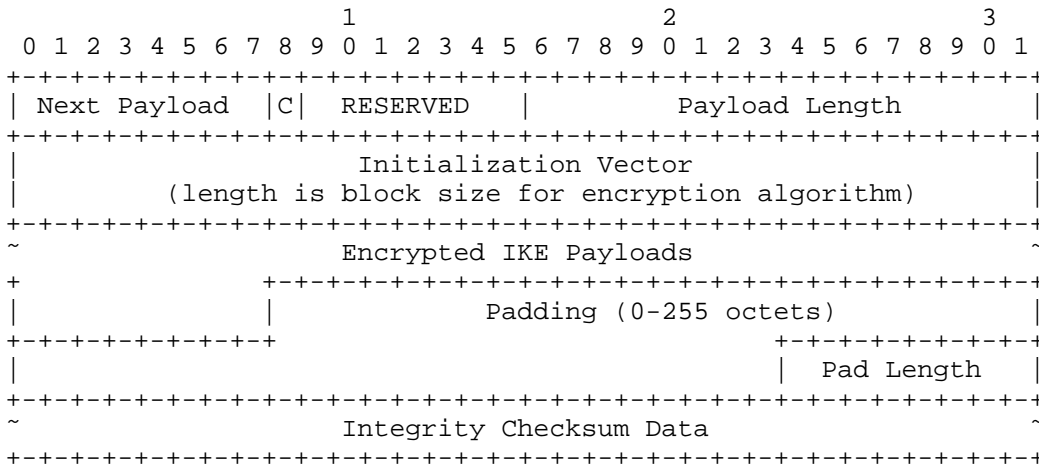 1                   2                   3
 0 1 2 3 4 5 6 7 8 9 0 1 2 3 4 5 6 7 8 9 0 1 2 3 4 5 6 7 8 9 0 1
+-+-+-+-+-+-+-+-+-+-+-+-+-+-+-+-+-+-+-+-+-+-+-+-+-+-+-+-+-+-+-+-+
| Next Payload  |C|  RESERVED   |         Payload Length        |
+-+-+-+-+-+-+-+-+-+-+-+-+-+-+-+-+-+-+-+-+-+-+-+-+-+-+-+-+-+-+-+-+
|                     Initialization Vector                     |
|         (length is block size for encryption algorithm)       |
+-+-+-+-+-+-+-+-+-+-+-+-+-+-+-+-+-+-+-+-+-+-+-+-+-+-+-+-+-+-+-+-+
~                    Encrypted IKE Payloads                     ~
+               +-+-+-+-+-+-+-+-+-+-+-+-+-+-+-+-+-+-+-+-+-+-+-+-+
|               |             Padding (0-255 octets)            |
+-+-+-+-+-+-+-+-+                               +-+-+-+-+-+-+-+-+
|                                               |  Pad Length   |
+-+-+-+-+-+-+-+-+-+-+-+-+-+-+-+-+-+-+-+-+-+-+-+-+-+-+-+-+-+-+-+-+
~                    Integrity Checksum Data                    ~
+-+-+-+-+-+-+-+-+-+-+-+-+-+-+-+-+-+-+-+-+-+-+-+-+-+-+-+-+-+-+-+-+